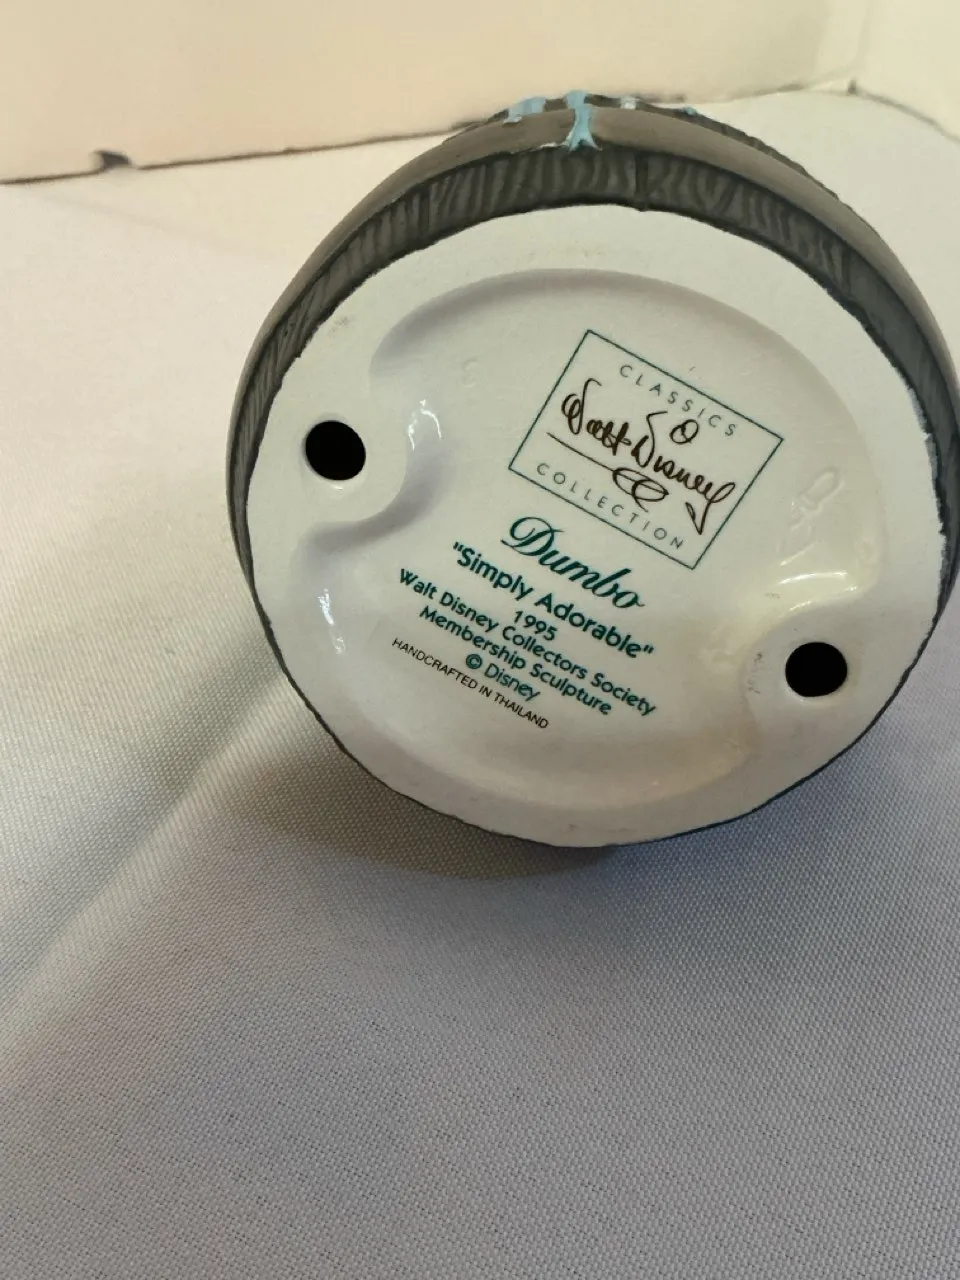 CLASSICS
Walt Disney
COLLECTION
Dumbo
"Simply Adorable"
1995
Walt Disney Collectors Society
Membership Sculpture
© Disney
HANDCRAFTED IN THAILAND